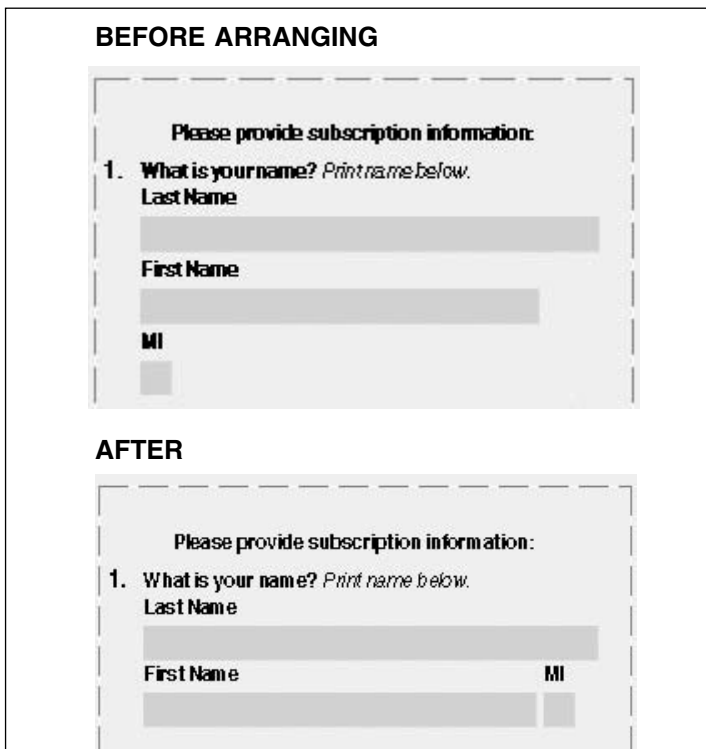 BEFORE ARRANGING
Please provide subscription information:
1. What is your name? Print name below.
Last Name
First Name
MI
AFTER
Please provide subscription information:
1. What is your name? Print name below.
Last Name
First Name MI